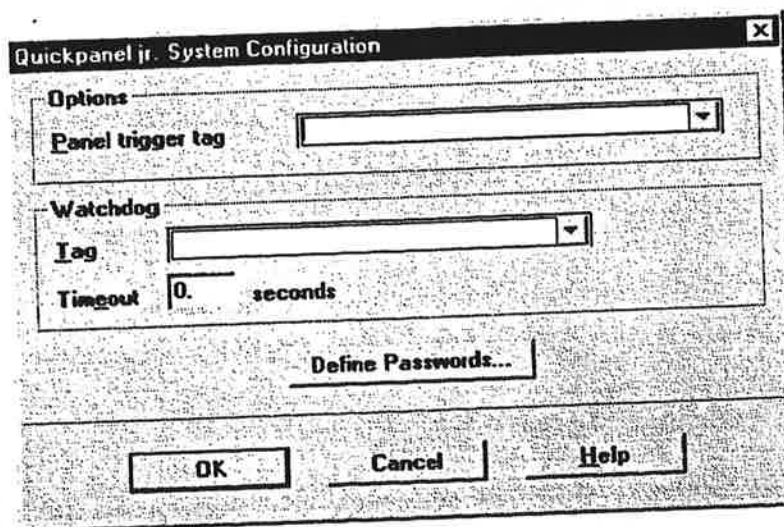 Quickpanel jr. System Configuration
Options
Panel trigger tag
Watchdog
Tag
Timeout 0. seconds
Define Passwords...
OK Cancel Help